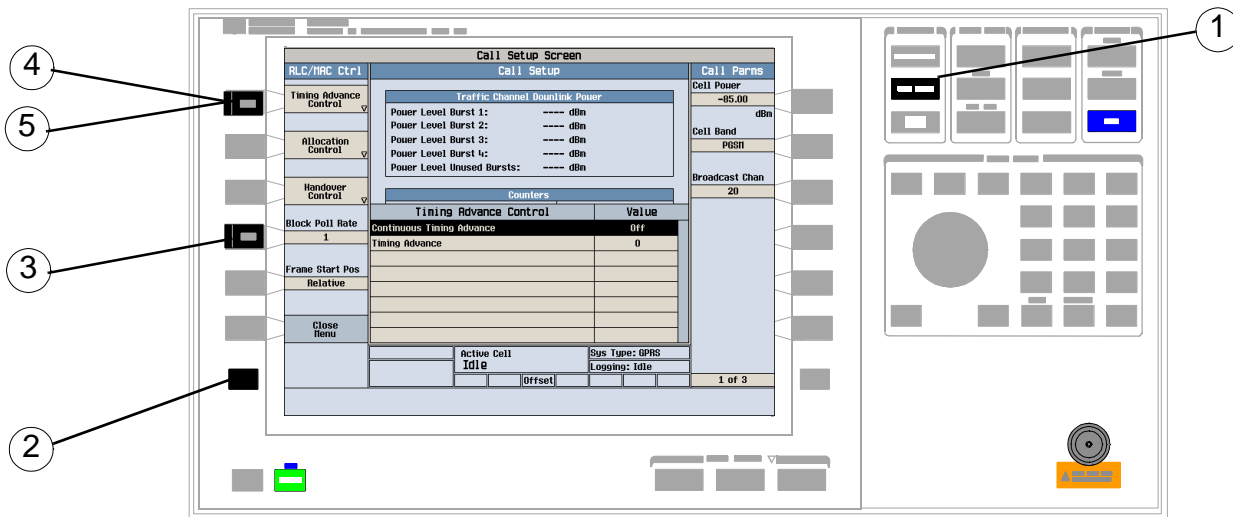 1
4
5
3
2
Call Setup Screen
RLC/MAC Ctrl
Call Setup
Call Parms
Timing Advance
Control
Allocation
Control
Handover
Control
Block Poll Rate
1
Frame Start Pos
Relative
Close
Menu
Traffic Channel Downlink Power
Power Level Burst 1: ---- dBm
Power Level Burst 2: ---- dBm
Power Level Burst 3: ---- dBm
Power Level Burst 4: ---- dBm
Power Level Unused Bursts: ---- dBm
Counters
Timing Advance Control Value
Continuous Timing Advance Off
Timing Advance 0
Cell Power
-85.00
dBm
Cell Band
PGSM
Broadcast Chan
20
Active Cell
Idle
Sys Type: GPRS
Logging: Idle
Offset
1 of 3